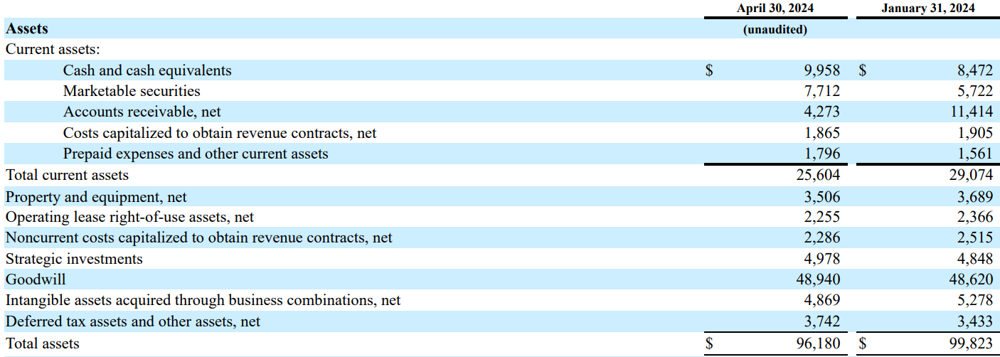 April 30, 2024 January 31, 2024
Assets (unaudited)
Current assets:
Cash and cash equivalents $ 9,958 $ 8,472
Marketable securities 7,712 5,722
Accounts receivable, net 4,273 11,414
Costs capitalized to obtain revenue contracts, net 1,865 1,905
Prepaid expenses and other current assets 1,796 1,561
Total current assets 25,604 29,074
Property and equipment, net 3,506 3,689
Operating lease right-of-use assets, net 2,255 2,366
Noncurrent costs capitalized to obtain revenue contracts, net 2,286 2,515
Strategic investments 4,978 4,848
Goodwill 48,940 48,620
Intangible assets acquired through business combinations, net 4,869 5,278
Deferred tax assets and other assets, net 3,742 3,433
Total assets $ 96,180 $ 99,823